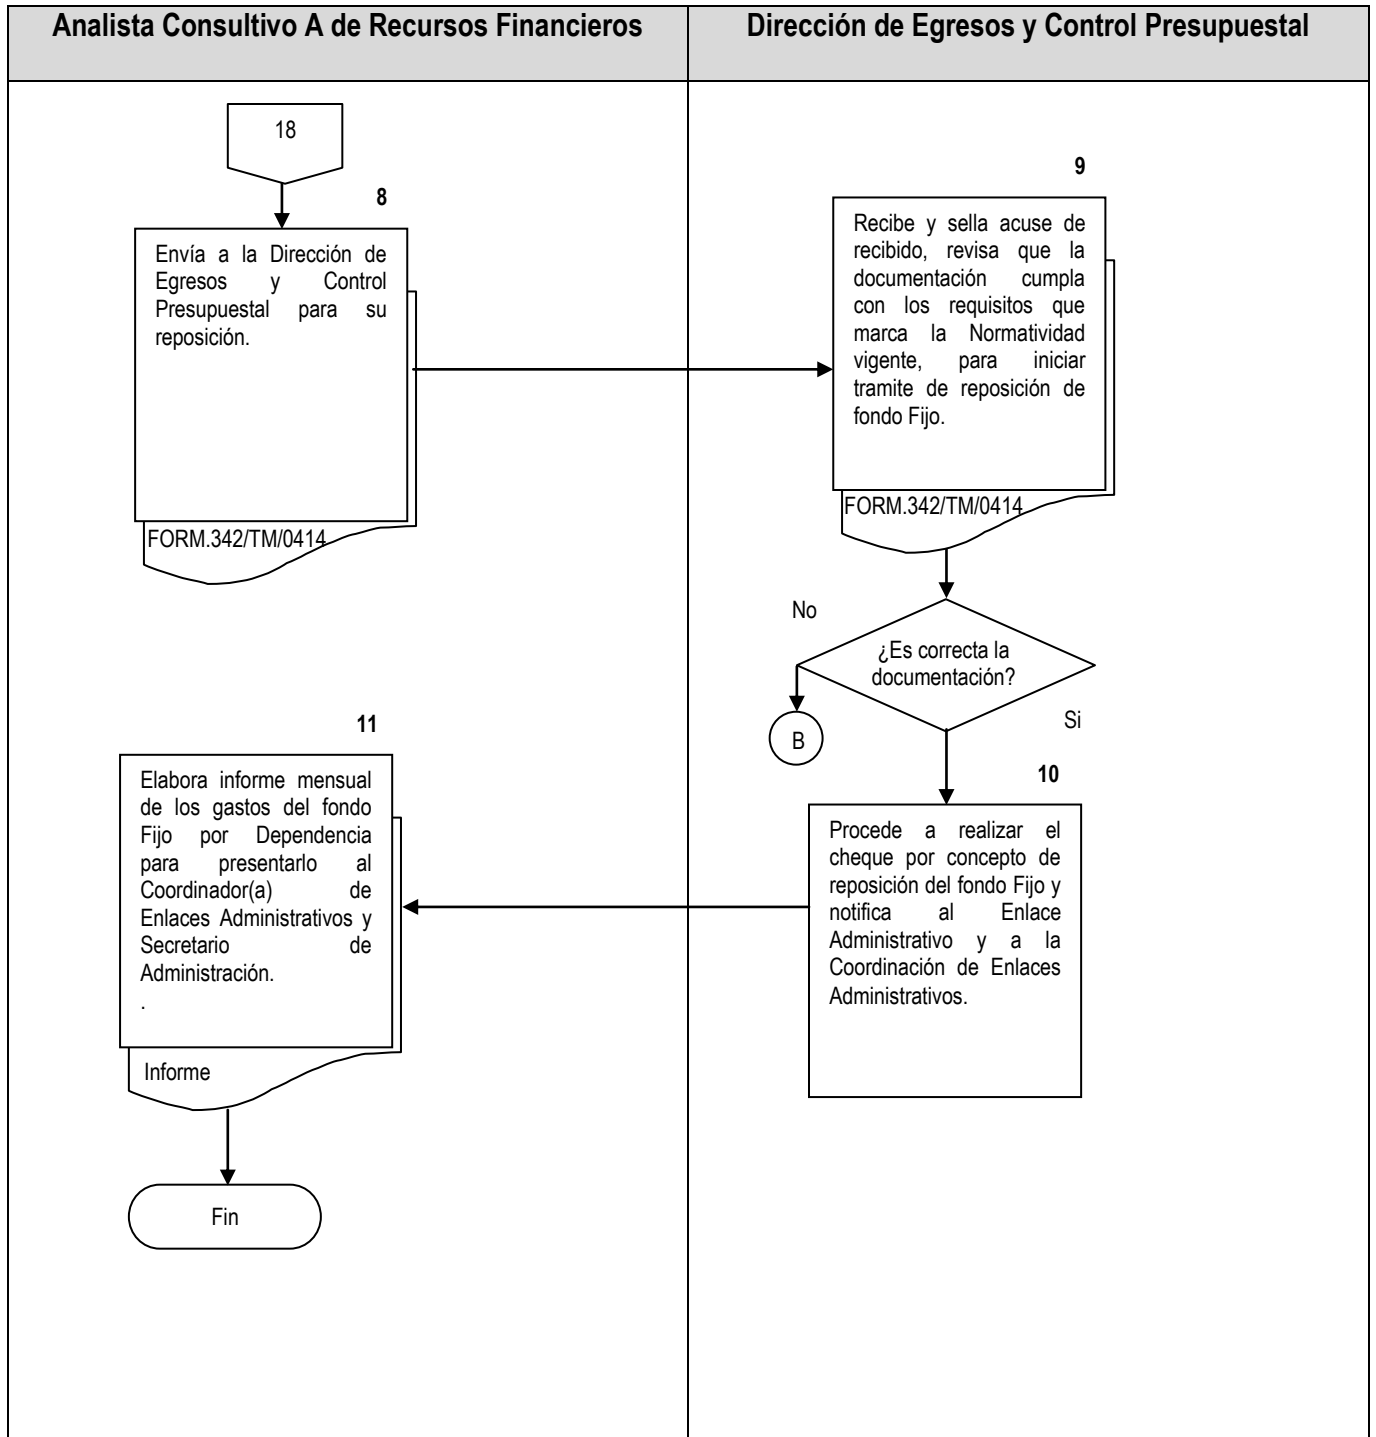 Analista Consultivo A de Recursos Financieros
Dirección de Egresos y Control Presupuestal
18
8
Envía a la Dirección de
Egresos y Control
Presupuestal para su
reposición.
FORM.342/TM/0414
9
Recibe y sella acuse de
recibido, revisa que la
documentación cumpla
con los requisitos que
marca la Normatividad
vigente, para iniciar
tramite de reposición de
fondo Fijo.
FORM.342/TM/0414
No
¿Es correcta la
documentación?
Si
B
10
Procede a realizar el
cheque por concepto de
reposición del fondo Fijo y
notifica al Enlace
Administrativo y a la
Coordinación de Enlaces
Administrativos.
11
Elabora informe mensual
de los gastos del fondo
Fijo por Dependencia
para presentarlo al
Coordinador(a) de
Enlaces Administrativos y
Secretario de
Administración.
.
Informe
Fin